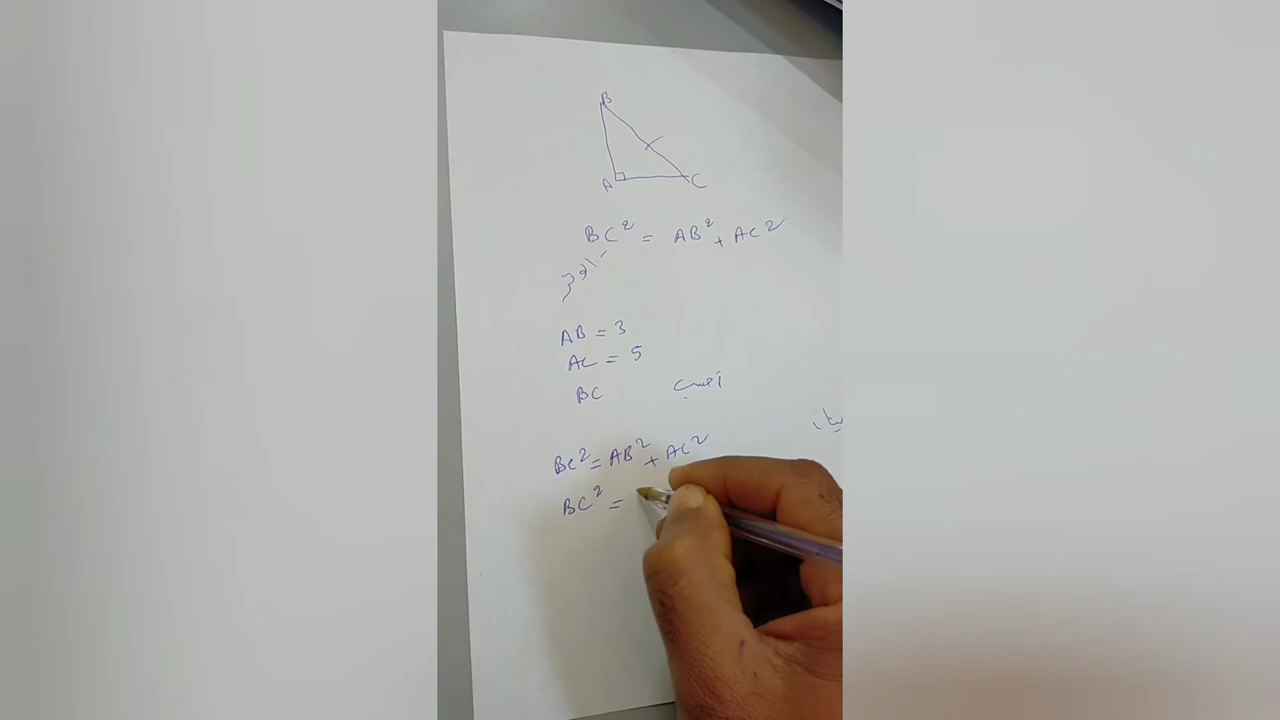 B
A
C
BC² = AB² + AC²
AB = 3
AC = 5
BC أحسب
BC² = AB² + AC²
BC² =